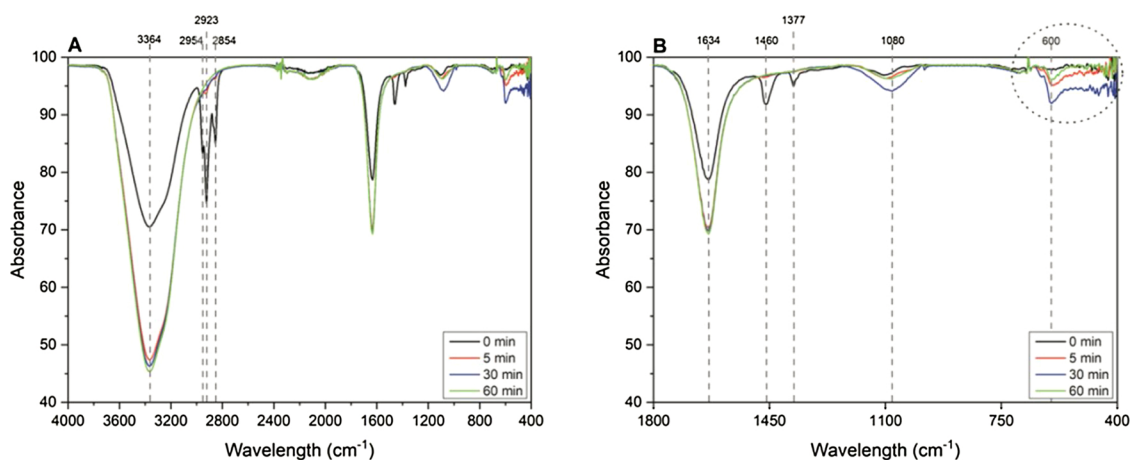 A
2923
3364 2954 2854
100
90
80
70
60
50
40
Absorbance
4000 3600 3200 2800 2400 2000 1600 1200 800 400
Wavelength (cm⁻¹)
0 min
5 min
30 min
60 min
B
1377
1634 1460 1080 600
100
90
80
70
60
50
40
Absorbance
1800 1450 1100 750 400
Wavelength (cm⁻¹)
0 min
5 min
30 min
60 min